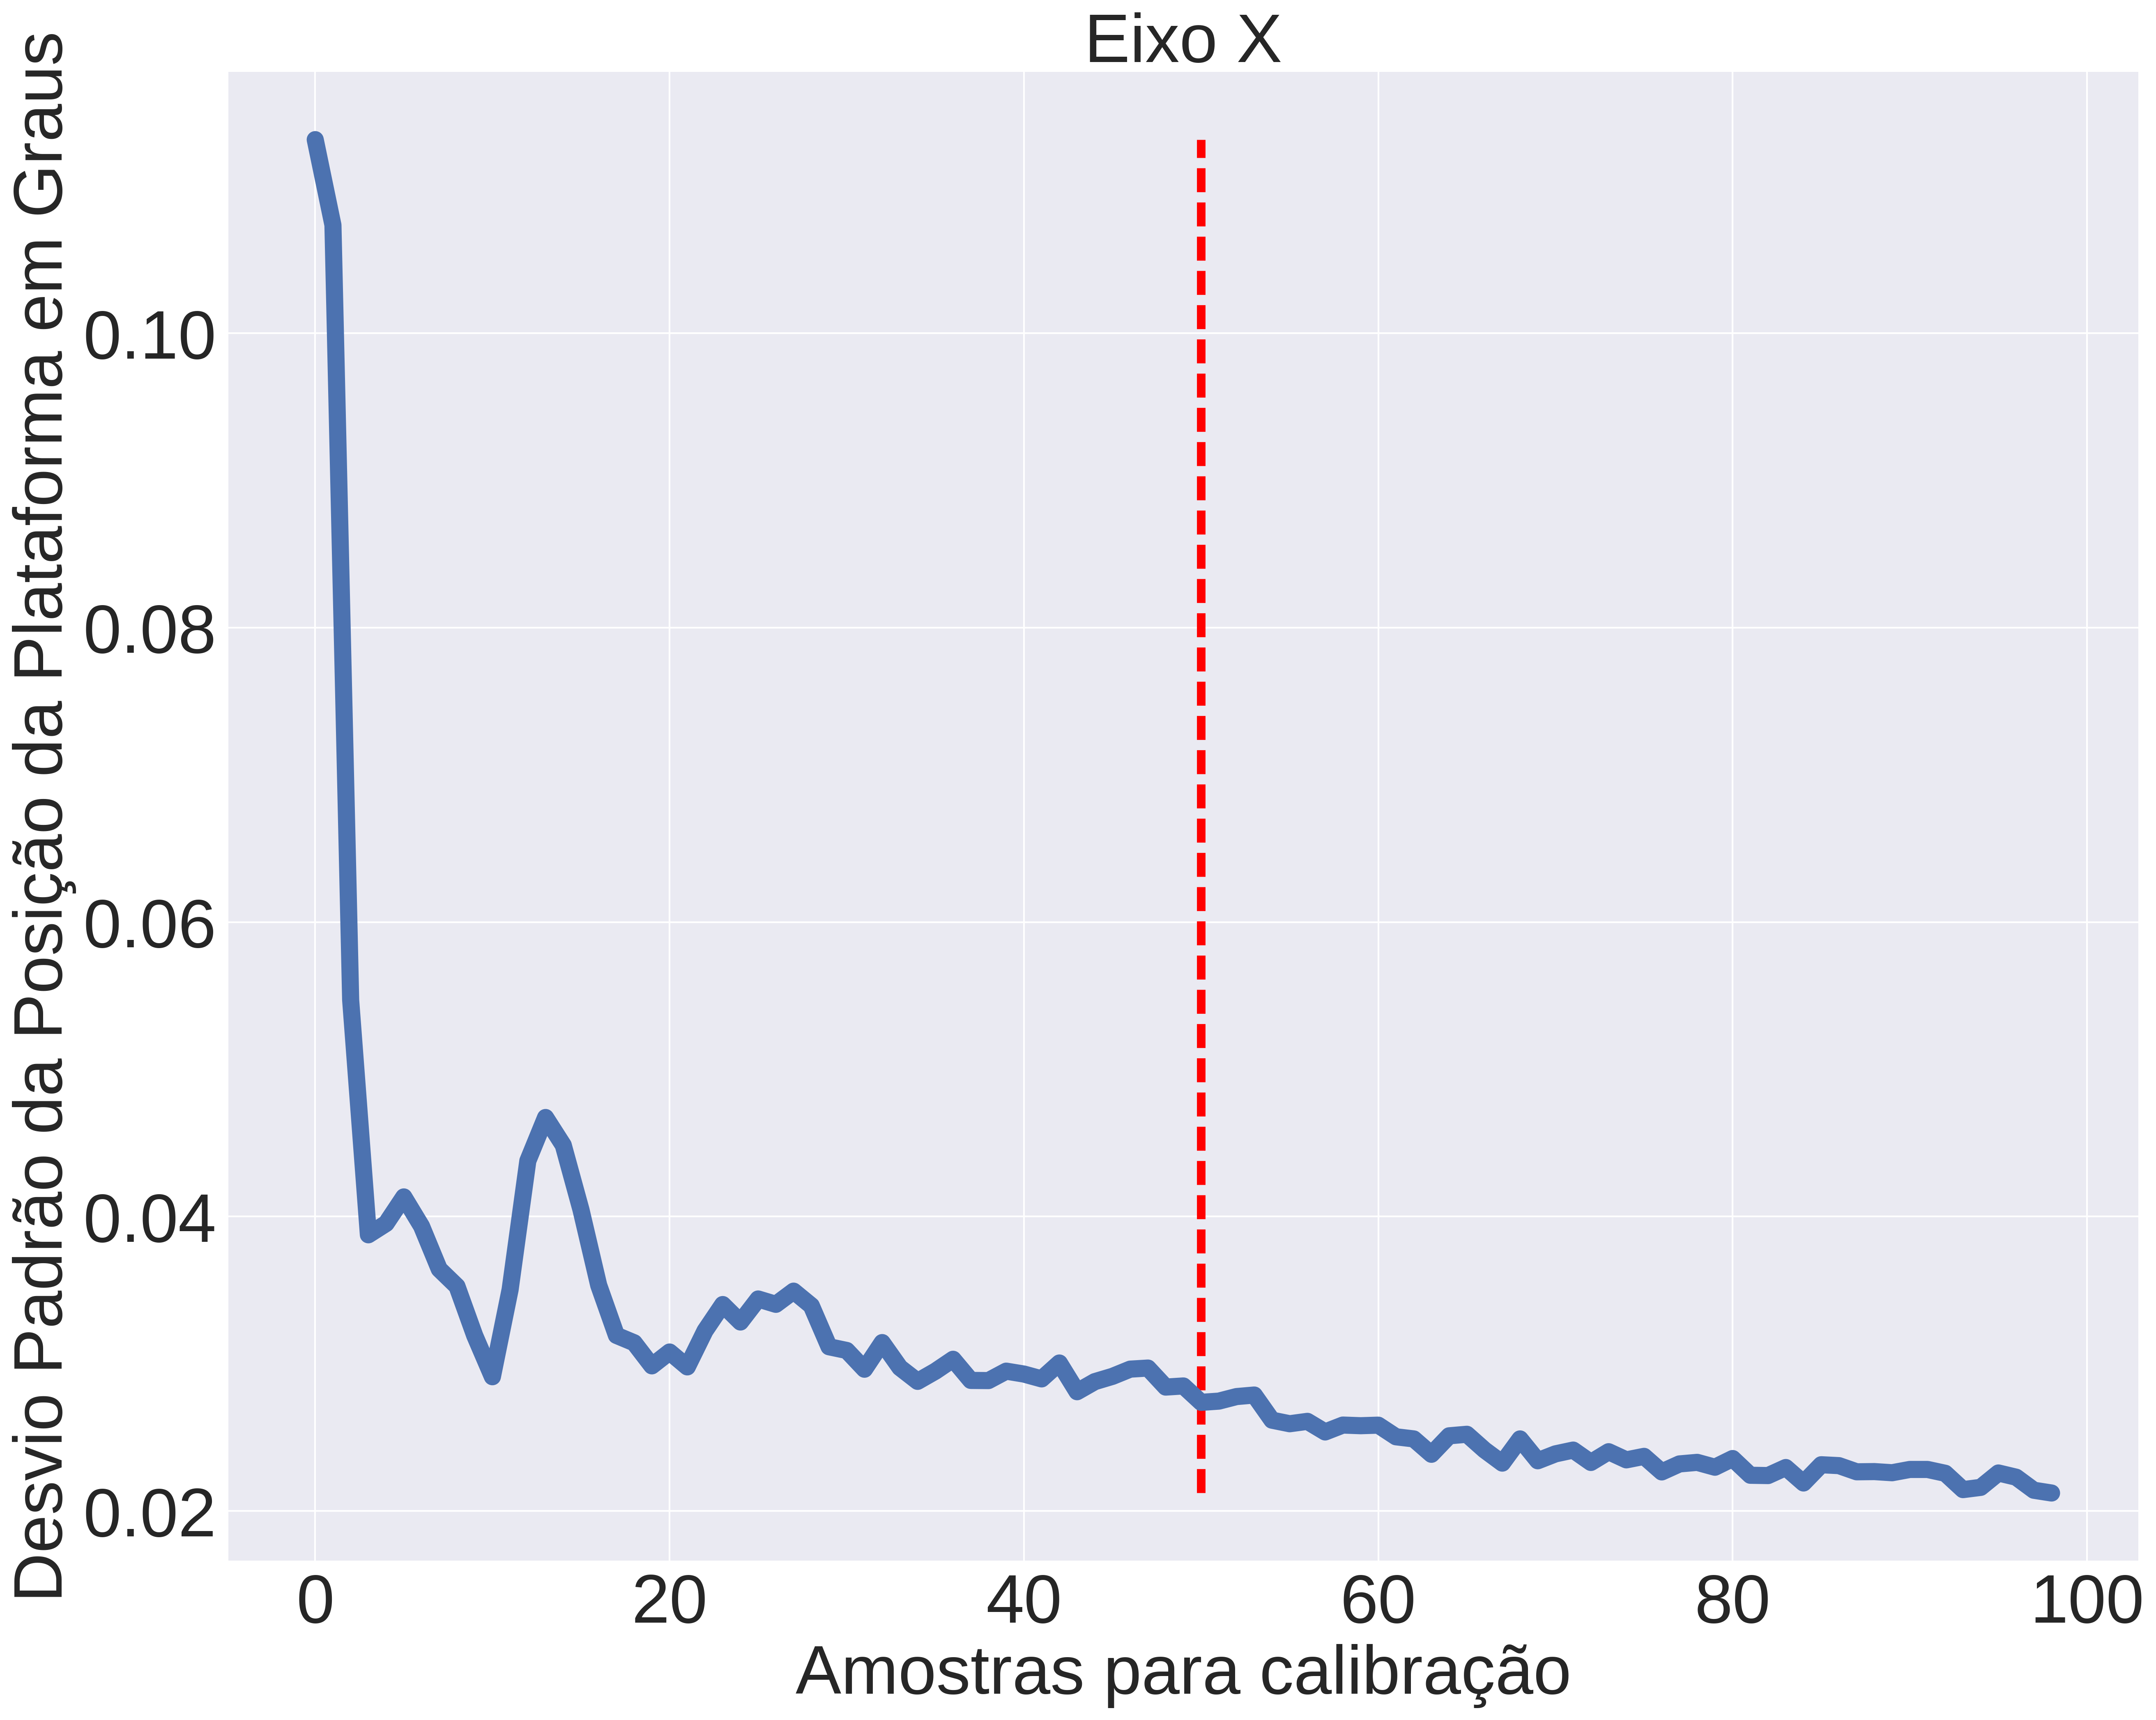 Eixo X
Desvio Padrão da Posição da Plataforma em Graus
0.10
0.08
0.06
0.04
0.02
0 20 40 60 80 100
Amostras para calibração